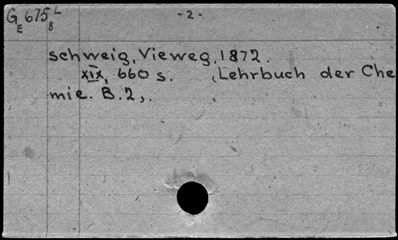 G 675 L
E 8
- 2 -
schweig, Vieweg, 1872.
XIX, 660 s. (Lehrbuch der Che
mie. B.2,.